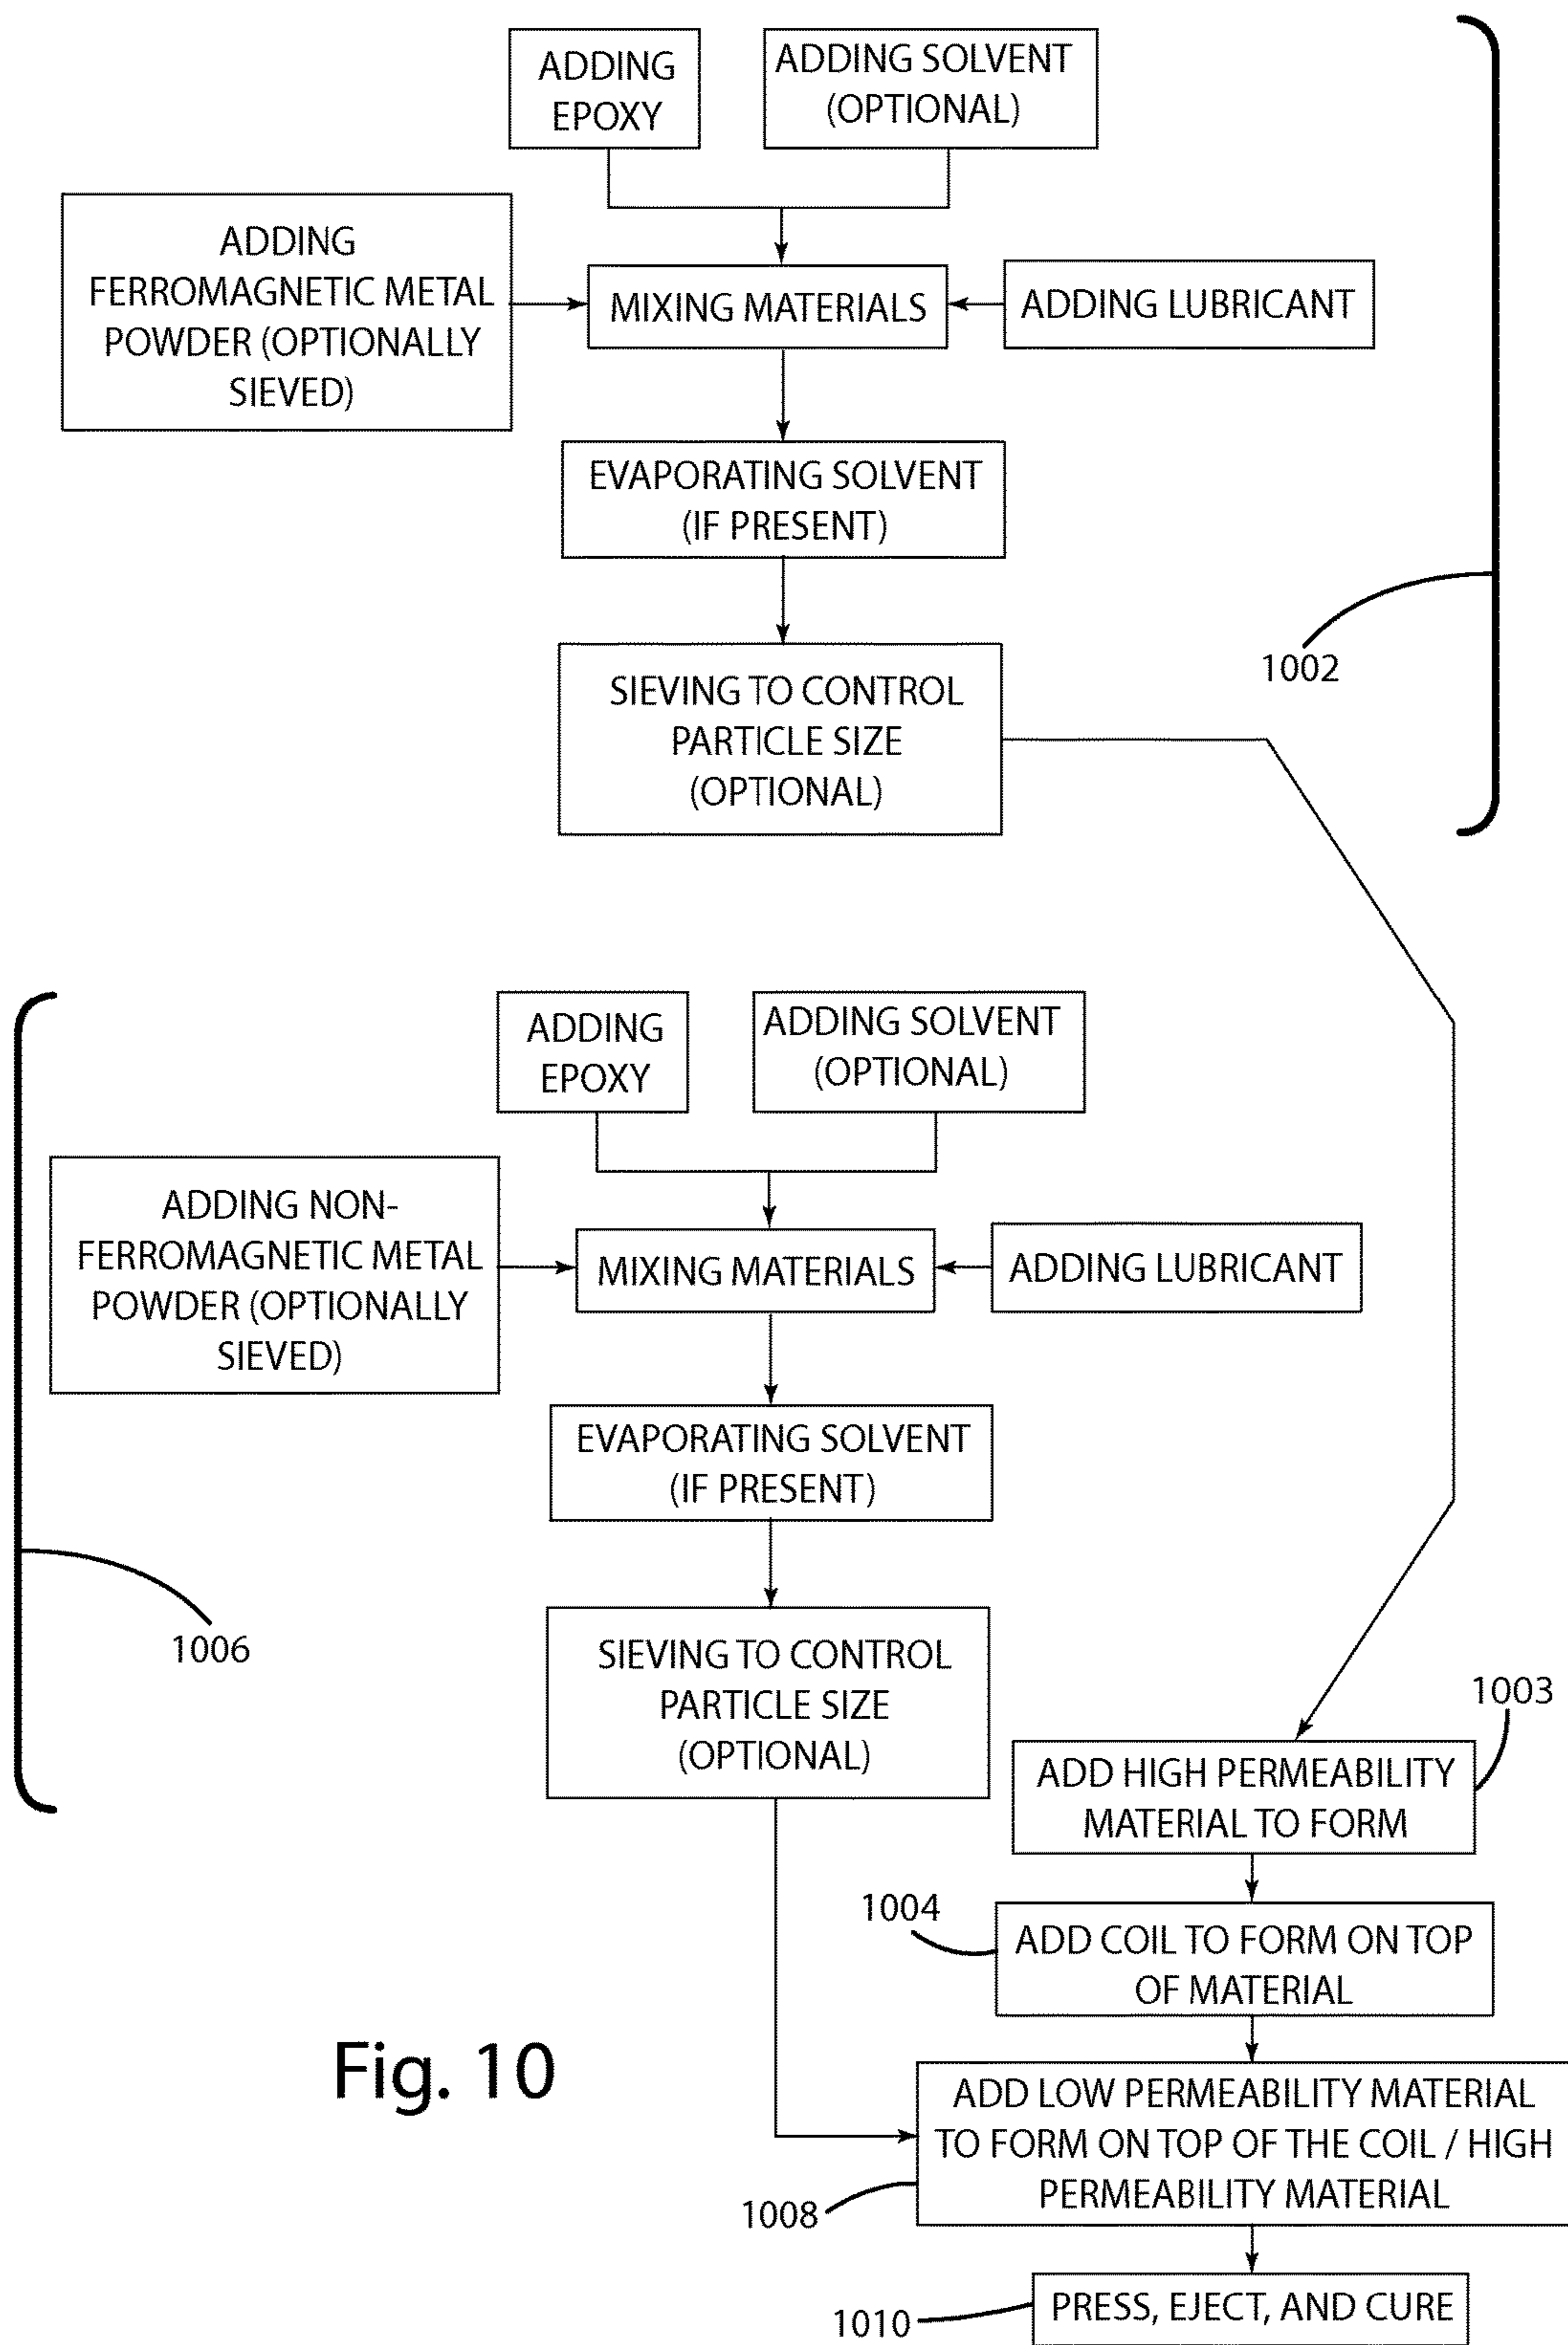 ADDING
EPOXY
ADDING SOLVENT
(OPTIONAL)
ADDING
FERROMAGNETIC METAL
POWDER (OPTIONALLY
SIEVED)
MIXING MATERIALS
ADDING LUBRICANT
EVAPORATING SOLVENT
(IF PRESENT)
1002
SIEVING TO CONTROL
PARTICLE SIZE
(OPTIONAL)
ADDING
EPOXY
ADDING SOLVENT
(OPTIONAL)
ADDING NON-
FERROMAGNETIC METAL
POWDER (OPTIONALLY
SIEVED)
MIXING MATERIALS
ADDING LUBRICANT
EVAPORATING SOLVENT
(IF PRESENT)
1006
SIEVING TO CONTROL
PARTICLE SIZE
(OPTIONAL)
1003
ADD HIGH PERMEABILITY
MATERIAL TO FORM
1004
ADD COIL TO FORM ON TOP
OF MATERIAL
Fig. 10
ADD LOW PERMEABILITY MATERIAL
TO FORM ON TOP OF THE COIL / HIGH
PERMEABILITY MATERIAL
1008
1010
PRESS, EJECT, AND CURE